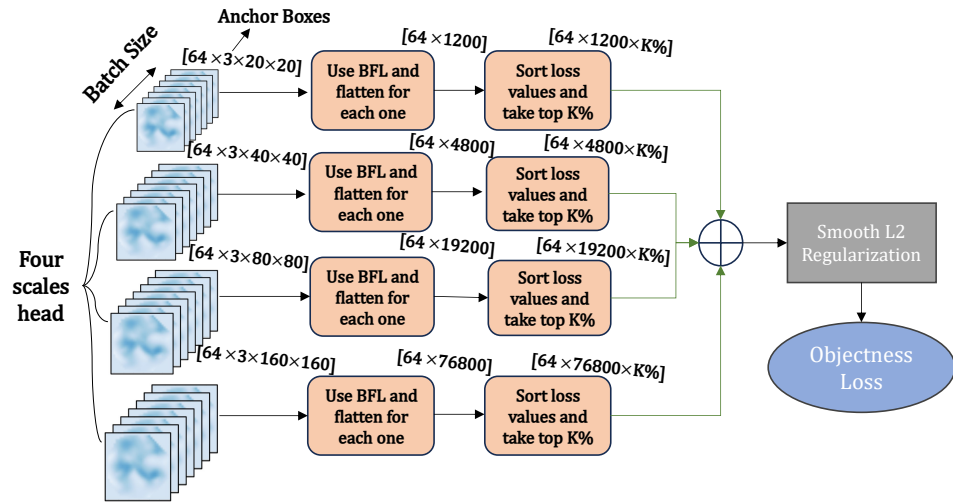 Anchor Boxes
Batch Size
[64 ×3×20×20]
[64 ×1200]
[64 ×1200×K%]
Use BFL and
flatten for
each one
Sort loss
values and
take top K%
[64 ×3×40×40]
[64 ×4800]
[64 ×4800×K%]
Use BFL and
flatten for
each one
Sort loss
values and
take top K%
Four
scales
head
[64 ×3×80×80]
[64 ×19200]
[64 ×19200×K%]
Use BFL and
flatten for
each one
Sort loss
values and
take top K%
[64 ×3×160×160]
[64 ×76800]
[64 ×76800×K%]
Use BFL and
flatten for
each one
Sort loss
values and
take top K%
Smooth L2
Regularization
Objectness
Loss